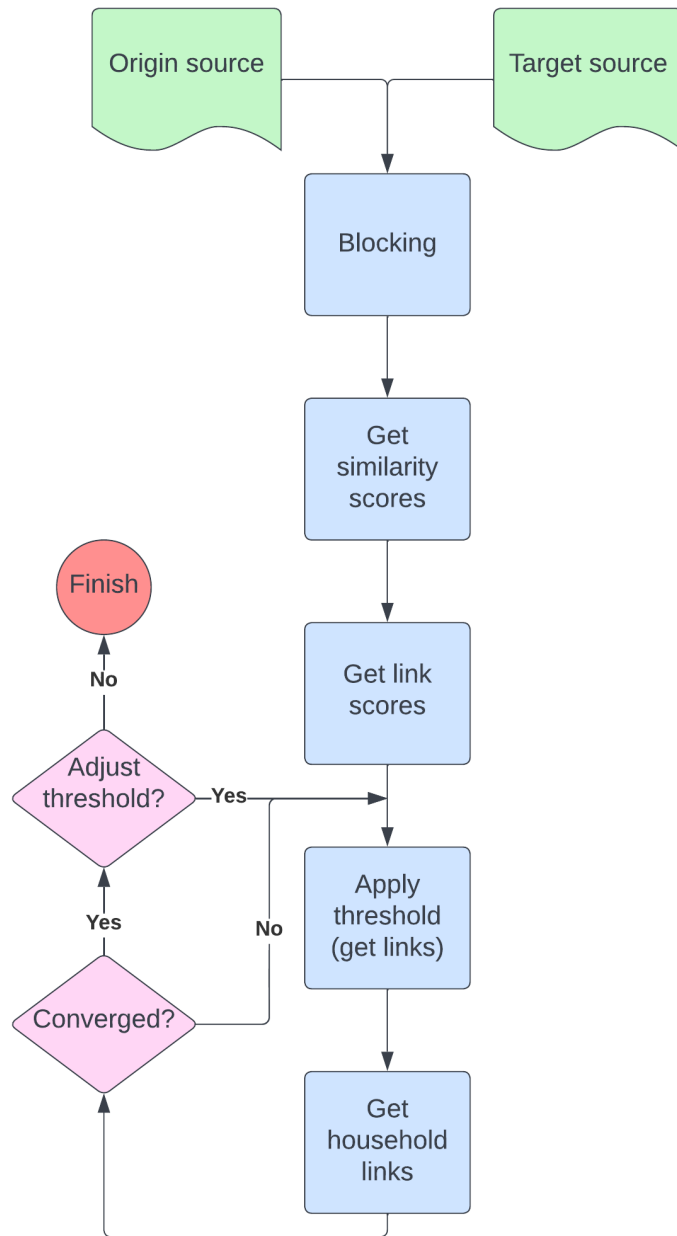 Origin source
Target source
Blocking
Get
similarity
scores
Finish
Get link
scores
No
Adjust
threshold?
Yes
Apply
threshold
(get links)
Yes
No
Converged?
Get
household
links